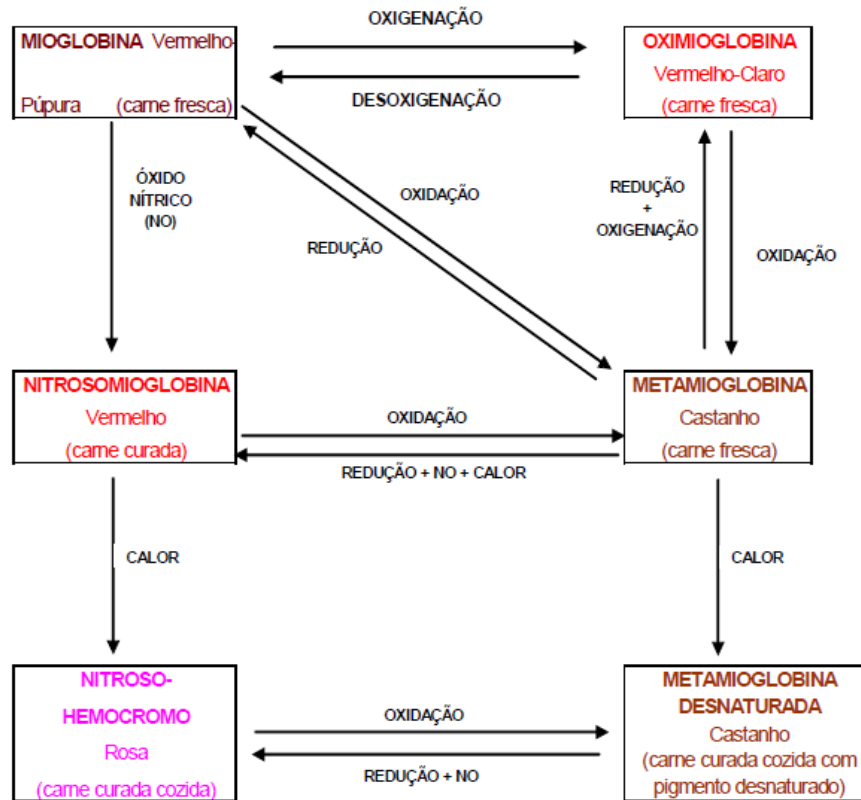 OXIGENAÇÃO
MIOGLOBINA Vermelho-
Púpura (carne fresca)
OXIMIOGLOBINA
Vermelho-Claro
(carne fresca)
DESOXIGENAÇÃO
ÓXIDO
NÍTRICO
(NO)
OXIDAÇÃO
REDUÇÃO
REDUÇÃO
+
OXIGENAÇÃO
OXIDAÇÃO
NITROSOMIOGLOBINA
Vermelho
(carne curada)
OXIDAÇÃO
REDUÇÃO + NO + CALOR
METAMIOGLOBINA
Castanho
(carne fresca)
CALOR
CALOR
NITROSO-
HEMOCROMO
Rosa
(carne curada cozida)
OXIDAÇÃO
REDUÇÃO + NO
METAMIOGLOBINA
DESNATURADA
Castanho
(carne curada cozida com
pigmento desnaturado)